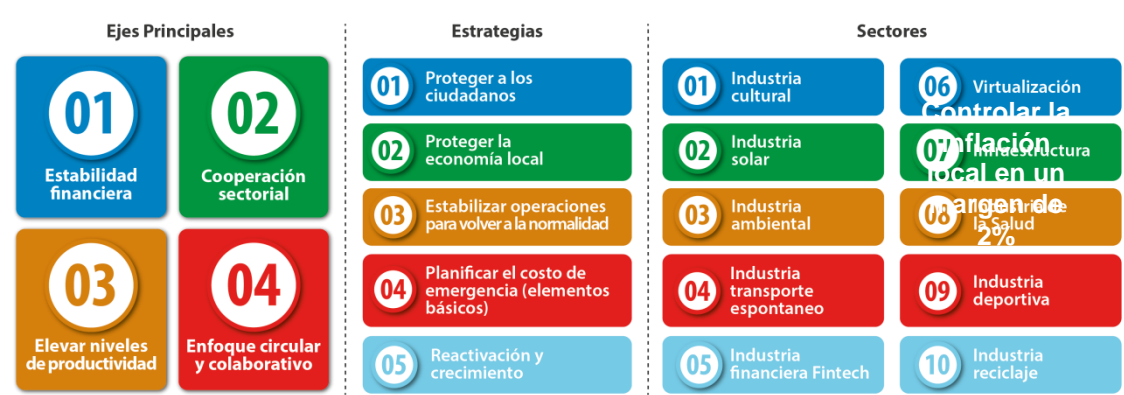 Ejes Principales
01
Estabilidad
financiera
02
Cooperación
sectorial
03
Elevar niveles
de productividad
04
Enfoque circular
y colaborativo
Estrategias
01
Proteger a los
ciudadanos
02
Proteger la
economía local
03
Estabilizar operaciones
para volver a la normalidad
04
Planificar el costo de
emergencia (elementos
básicos)
05
Reactivación y
crecimiento
Sectores
01
Industria
cultural
02
Industria
solar
03
Industria
ambiental
04
Industria
transporte
espontaneo
05
Industria
financiera Fintech
06
Virtualización
07
Infraestructura
08
Industria de
la Salud
09
Industria
deportiva
10
Industria
reciclaje
Controlar la
inflación
local en un
margen de
2%